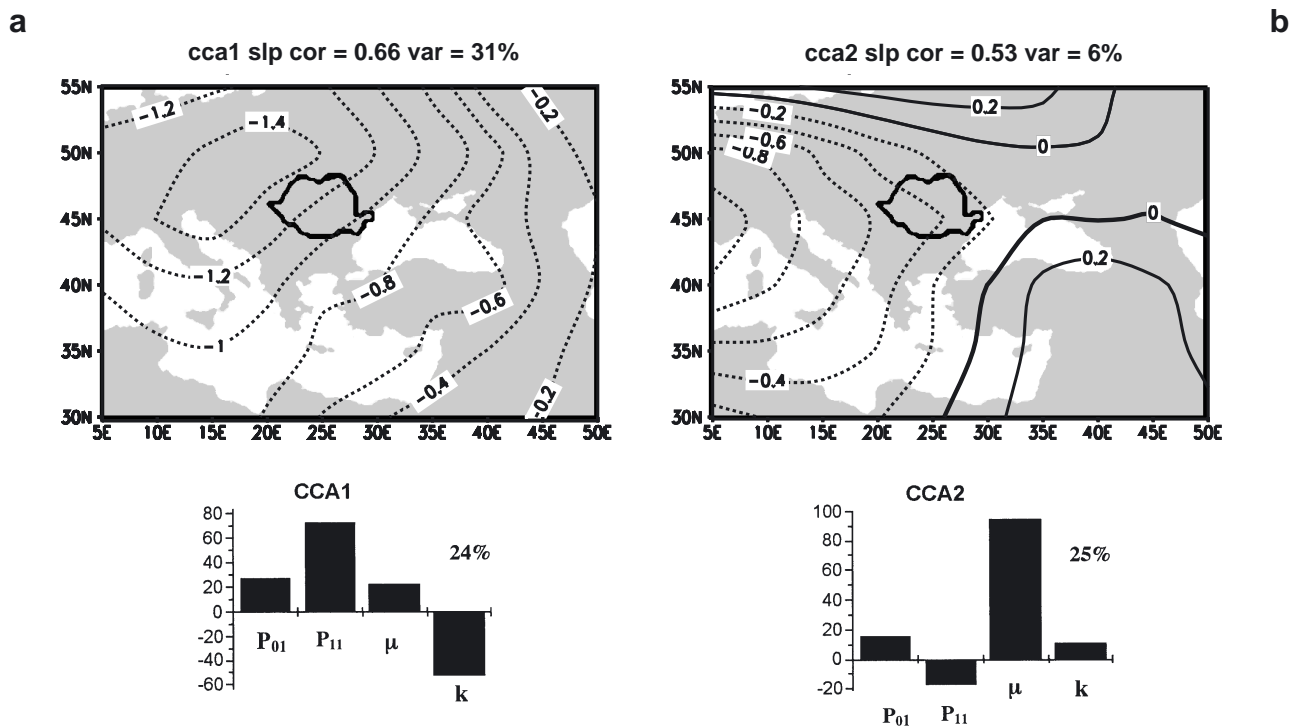 a
b
cca1 slp cor = 0.66 var = 31%
55N
50N
45N
40N
35N
30N
5E 10E 15E 20E 25E 30E 35E 40E 45E 50E
−1.2
−1.4
−0.2
−1.2
−0.8
−0.6
−1
−0.4
−0.2
cca2 slp cor = 0.53 var = 6%
55N
50N
45N
40N
35N
30N
5E 10E 15E 20E 25E 30E 35E 40E 45E 50E
0.2
−0.2
−0.6
−0.8
0
0
0.2
−0.4
CCA1
80
60
40
20
0
-20
-40
-60
24%
P01 P11 μ k
CCA2
100
80
60
40
20
0
-20
25%
P01 P11 μ k